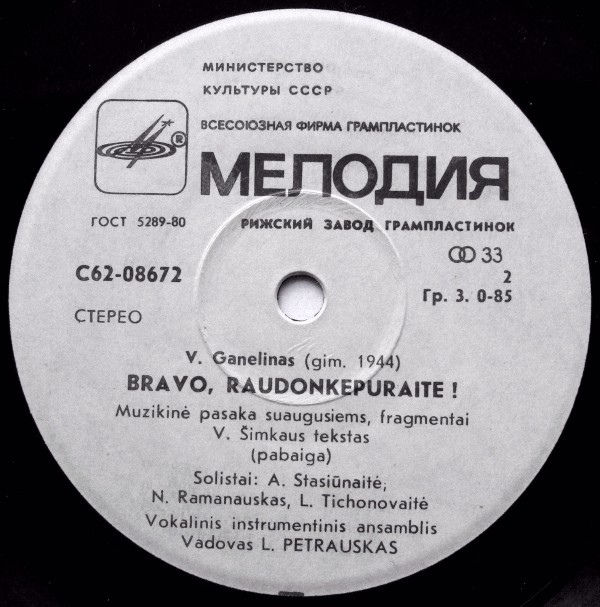 МИНИСТЕРСТВО
КУЛЬТУРЫ СССР
ВСЕСОЮЗНАЯ ФИРМА ГРАМПЛАСТИНОК
®
МЕЛОДИЯ
ГОСТ 5289-80
РИЖСКИЙ ЗАВОД ГРАМПЛАСТИНОК
33
С62-08672
2
Гр. 3. 0-85
СТЕРЕО
V. Ganelinas (gim. 1944)
BRAVO, RAUDONKEPURAITE !
Muzikinė pasaka suaugusiems, fragmentai
V. Šimkaus tekstas
(pabaiga)
Solistai: A. Stasiūnaitė,
N. Ramanauskas, L. Tichonovaitė
Vokalinis instrumentinis ansamblis
Vadovas L. PETRAUSKAS